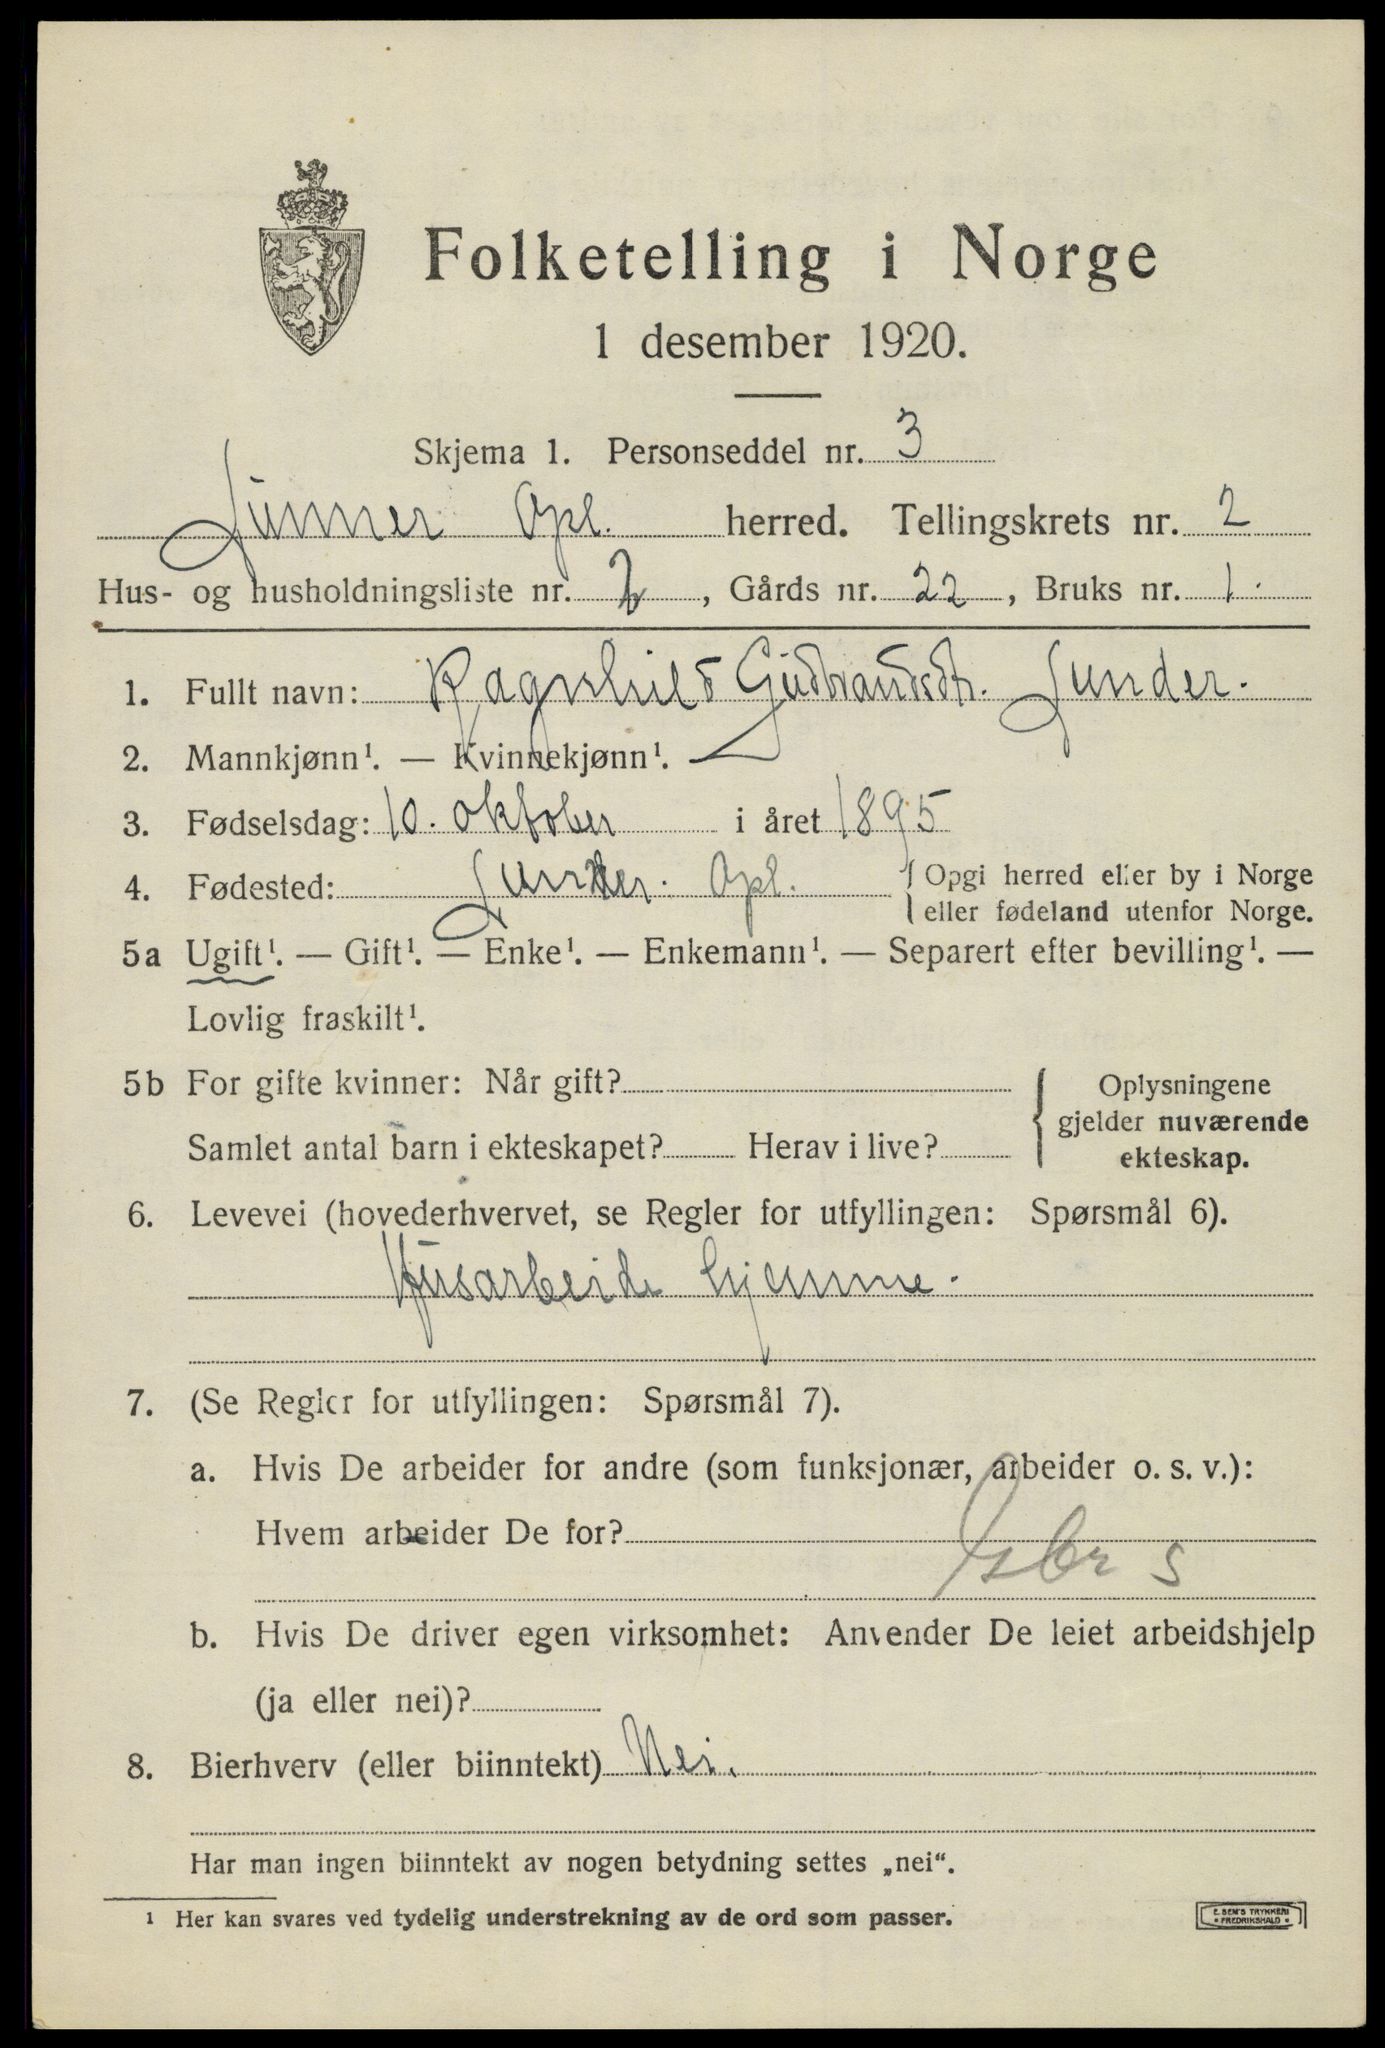 Folketelling i Norge
1 desember 1920.
Skjema 1. Personseddel nr. 3
Opl. herred. Tellingskrets nr. 2
Hus- og husholdningsliste nr. 2, Gårds nr. 22, Bruks nr. 1.
1. Fullt navn: Ragnhild Gudbrandsdtr.
2. Mannkjønn¹. — Kvinnekjønn¹.
3. Fødselsdag: 10. oktober i året 1895
4. Fødested: Opl. { Opgi herred eller by i Norge
eller fødeland utenfor Norge.
5a Ugift¹. — Gift¹. — Enke¹. — Enkemann¹. — Separert efter bevilling¹. —
Lovlig fraskilt¹.
5b For gifte kvinner: Når gift? { Oplysningene
gjelder nuværende
Samlet antal barn i ekteskapet? Herav i live?
ekteskap.
6. Levevei (hovederhvervet, se Regler for utfyllingen: Spørsmål 6).
Husarbeide hjemme.
7. (Se Regler for utfyllingen: Spørsmål 7).
a. Hvis De arbeider for andre (som funksjonær, arbeider o. s. v.):
Hvem arbeider De for?
b. Hvis De driver egen virksomhet: Anvender De leiet arbeidshjelp
(ja eller nei)?
8. Bierhverv (eller biinntekt) Nei.
Har man ingen biinntekt av nogen betydning settes „nei“.
¹ Her kan svares ved tydelig understrekning av de ord som passer.
E. SEM'S TRYKKERI
• FREDRIKSHALD •